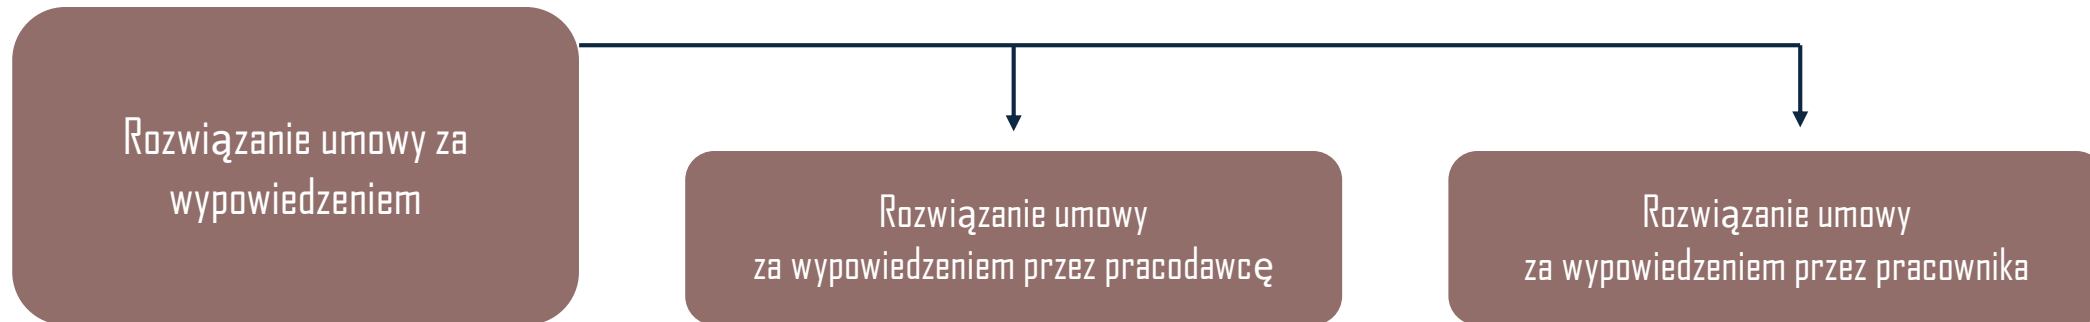 Rozwiązanie umowy za
wypowiedzeniem
Rozwiązanie umowy
za wypowiedzeniem przez pracodawcę
Rozwiązanie umowy
za wypowiedzeniem przez pracownika